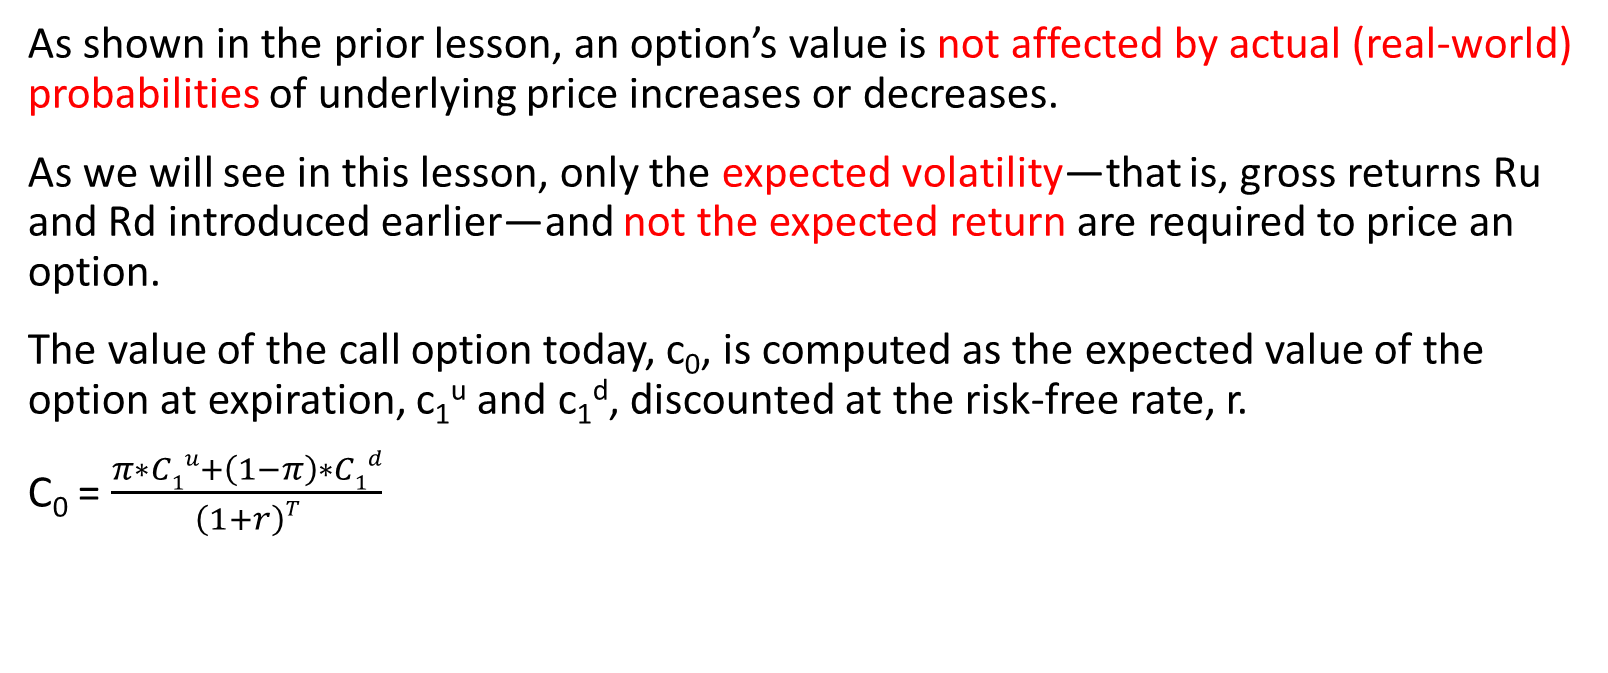 As shown in the prior lesson, an option’s value is not affected by actual (real-world)
probabilities of underlying price increases or decreases.
As we will see in this lesson, only the expected volatility—that is, gross returns Ru
and Rd introduced earlier—and not the expected return are required to price an
option.
The value of the call option today, c₀, is computed as the expected value of the
option at expiration, c₁ᵘ and c₁ᵈ, discounted at the risk-free rate, r.
C₀ = (π∗C₁ᵘ+(1−π)∗C₁ᵈ)/(1+r)ᵀ